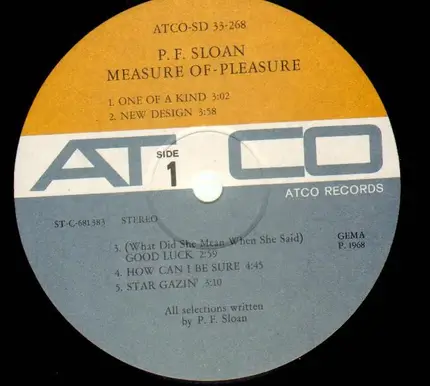 ATCO-SD 33-268
P. F. SLOAN
MEASURE OF-PLEASURE
1. ONE OF A KIND 3:02
2. NEW DESIGN 3:58
ATCO
SIDE
1
ATCO RECORDS
ST-C-681383 STEREO
3. (What Did She Mean When She Said)
GOOD LUCK 2:59
GEMA
P. 1968
4. HOW CAN I BE SURE 4:45
5. STAR GAZIN' 3:10
All selections written
by P. F. Sloan